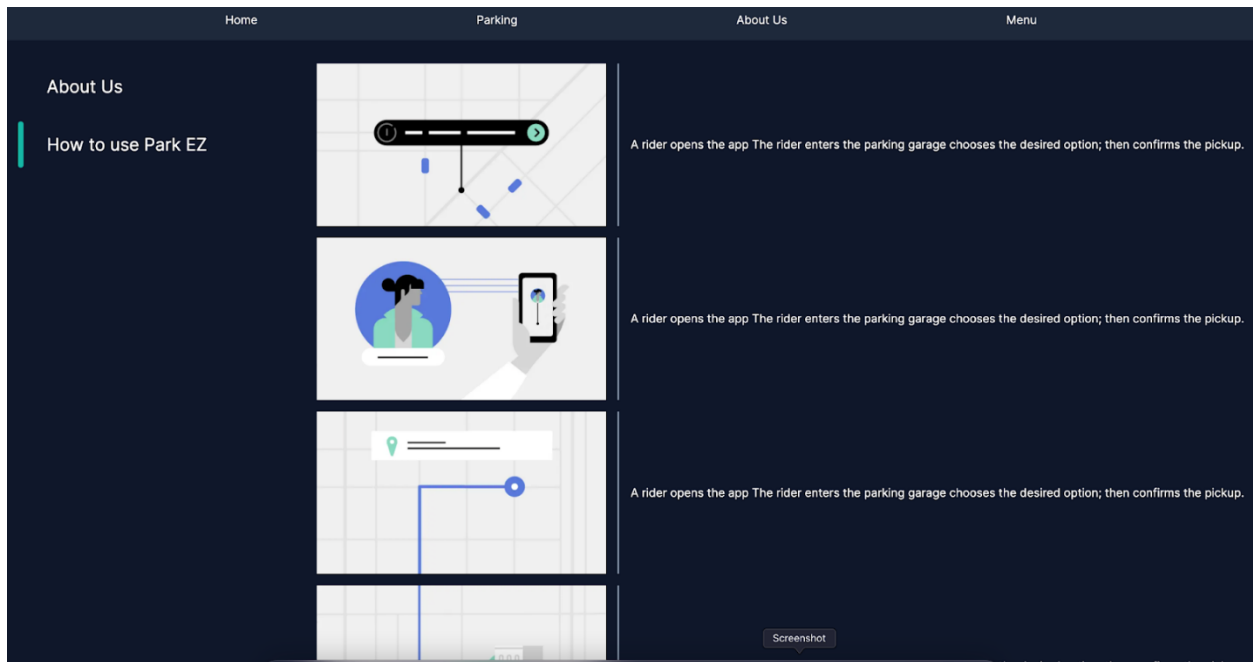 Home Parking About Us Menu
About Us
How to use Park EZ
A rider opens the app The rider enters the parking garage chooses the desired option; then confirms the pickup.
A rider opens the app The rider enters the parking garage chooses the desired option; then confirms the pickup.
A rider opens the app The rider enters the parking garage chooses the desired option; then confirms the pickup.
Screenshot